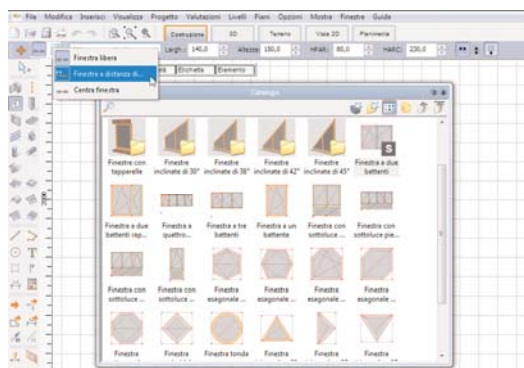 File Modifica Inserisci Visualizza Progetto Valutazioni Livelli Piani Opzioni Mostra Finestre Guida
Costruzione 3D Terreno Vista 2D Planimetria
Largh.: 140,0 Altezza 150,0 HPAR: 80,0 HARC: 230,0
Finestra libera
Finestra a distanza di...
Centra finestra
Etichetta Elemento
Catalogo
Finestre con tapparelle
Finestre inclinate di 30°
Finestre inclinate di 38°
Finestre inclinate di 42°
Finestre inclinate di 45°
Finestra a due battenti
S
Finestra a due battenti rap...
Finestra a quattro...
Finestra a tre battenti
Finestra a un battente
Finestra con sottoluce ...
Finestra con sottoluce pie...
Finestra con sottoluce ...
Finestra con sottoluce ...
Finestra esagonale ...
Finestra esagonale ...
Finestra esagonale ...
Finestra esagonale ...
Finestra
Finestra
Finestra tonda
Finestra
Finestra
Finestra